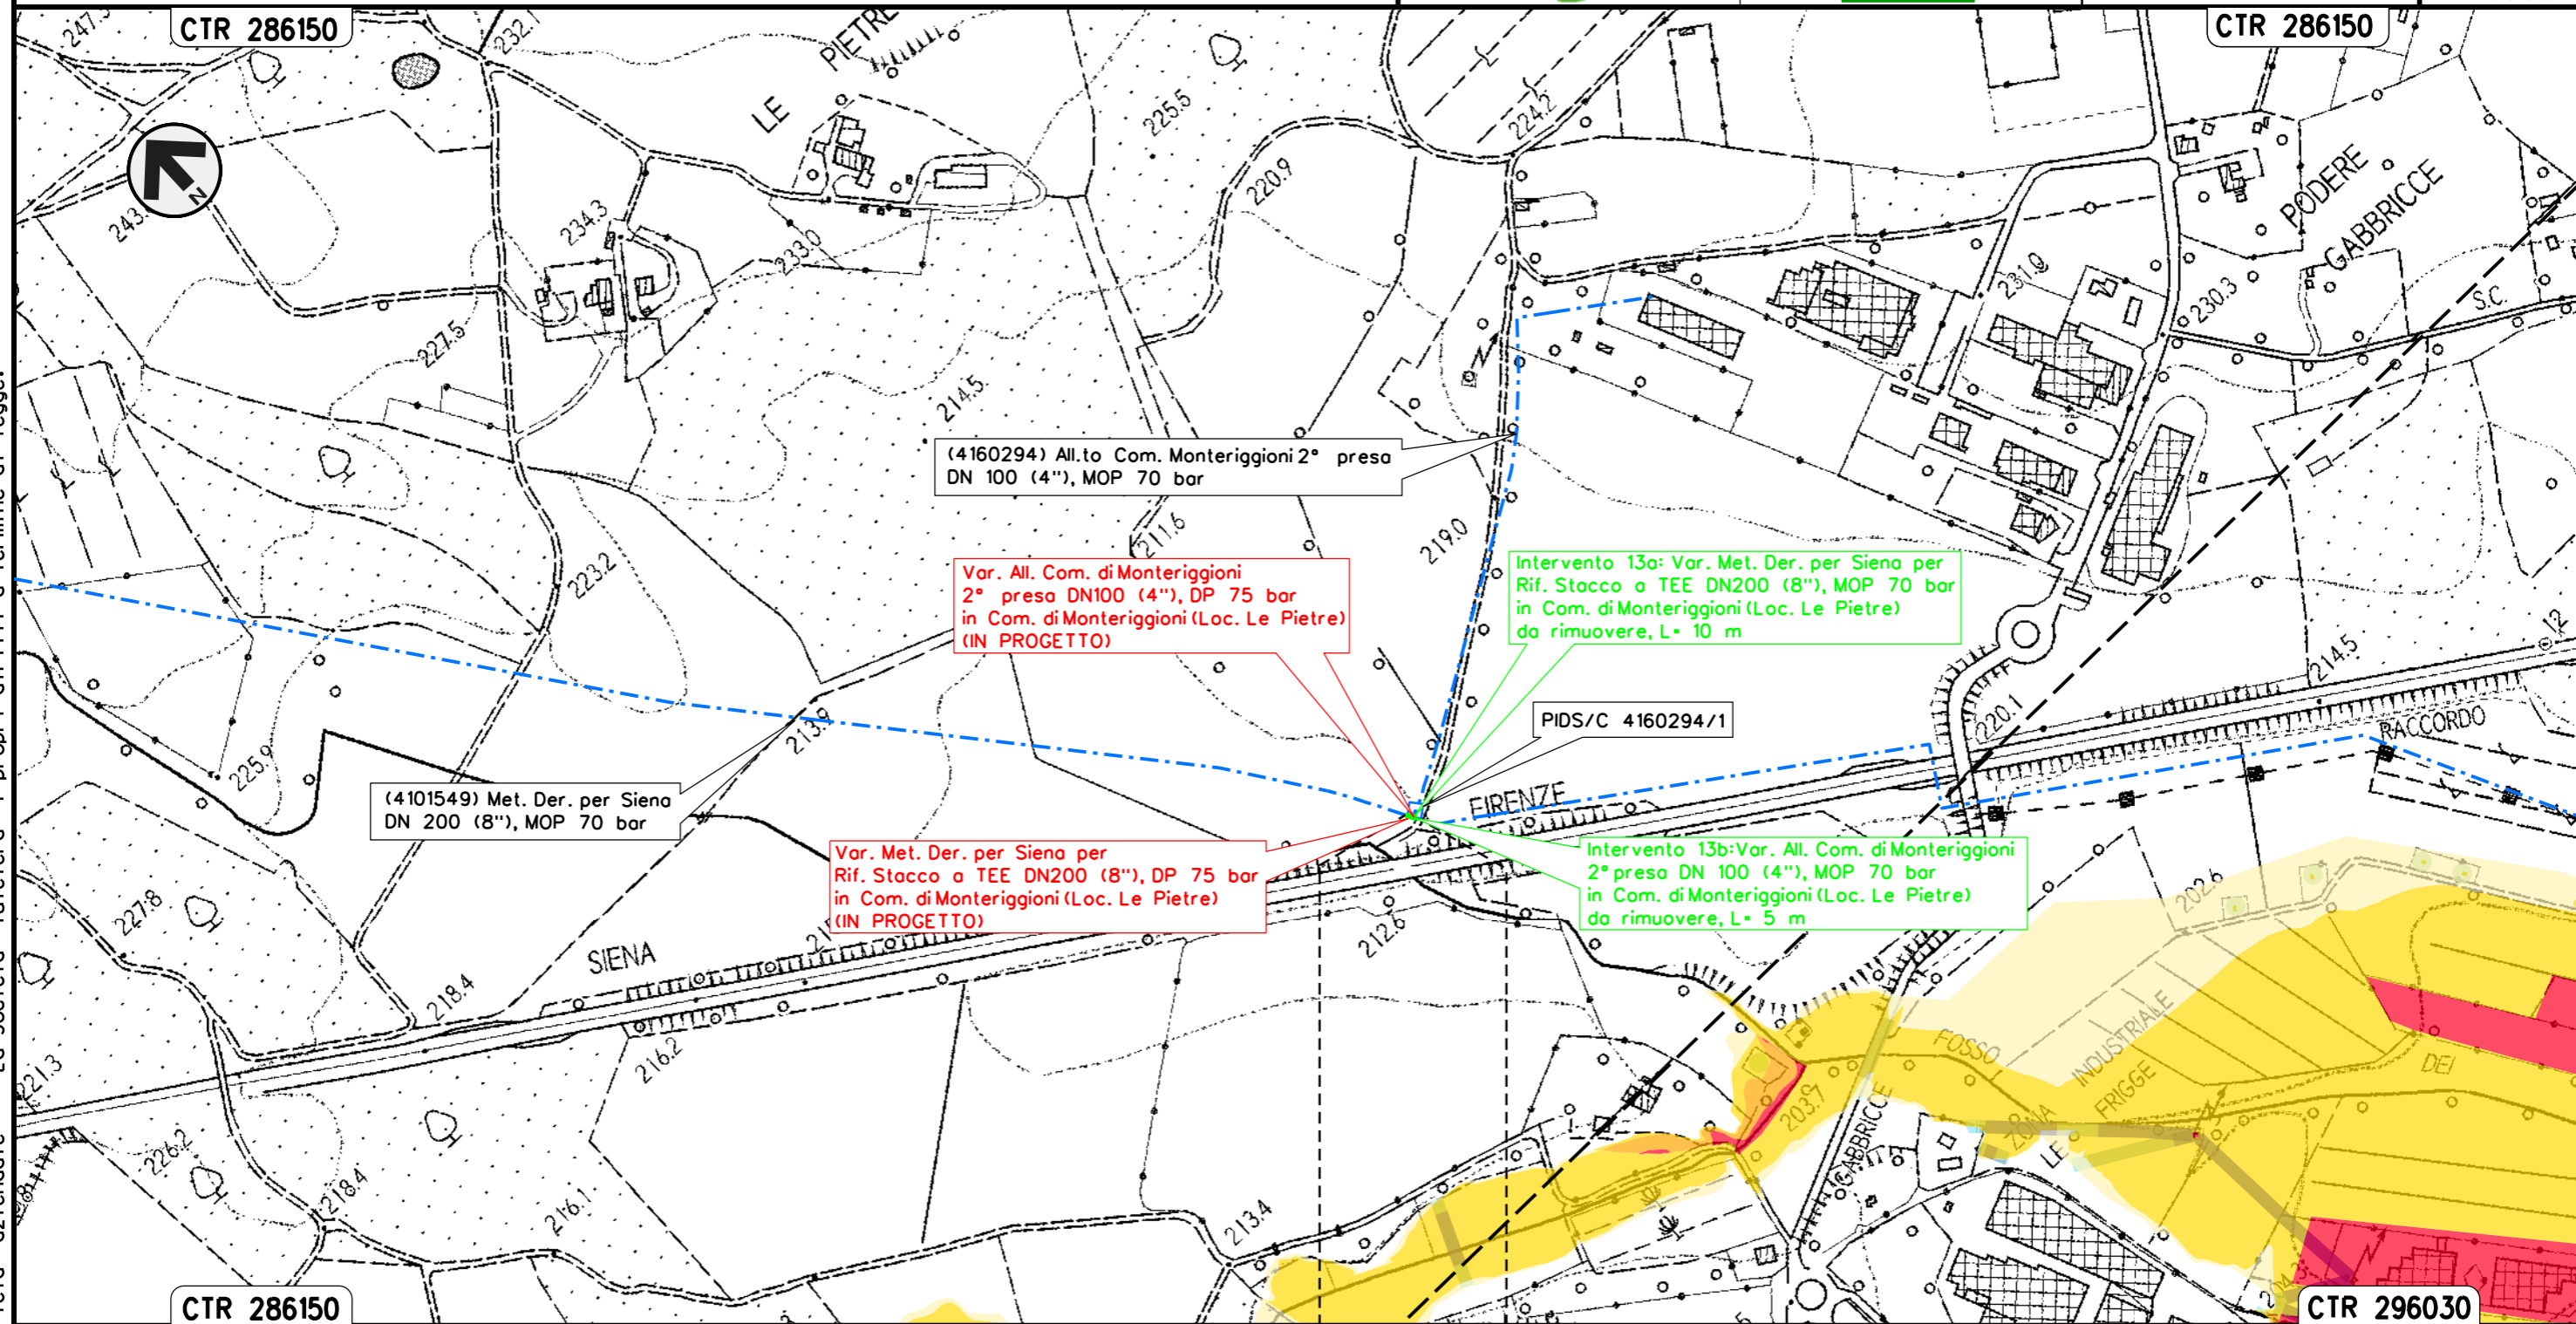 CTR 286150
CTR 286150
232.1
LE PIETRE
N
225.5
224.2
220.9
234.3
233.0
227.5
214.5
PODERE
GABBRICCE
231.0
230.3
S.C.
(4160294) All.to Com. Monteriggioni 2° presa
DN 100 (4"), MOP 70 bar
211.6
219.0
223.2
Var. All. Com. di Monteriggioni
2° presa DN100 (4"), DP 75 bar
in Com. di Monteriggioni (Loc. Le Pietre)
(IN PROGETTO)
Intervento 13a: Var. Met. Der. per Siena per
Rif. Stacco a TEE DN200 (8"), MOP 70 bar
in Com. di Monteriggioni (Loc. Le Pietre)
da rimuovere, L= 10 m
214.5
PIDS/C 4160294/1
220.1
RACCORDO
213.9
225.9
(4101549) Met. Der. per Siena
DN 200 (8"), MOP 70 bar
FIRENZE
Var. Met. Der. per Siena per
Rif. Stacco a TEE DN200 (8"), DP 75 bar
in Com. di Monteriggioni (Loc. Le Pietre)
(IN PROGETTO)
Intervento 13b:Var. All. Com. di Monteriggioni
2° presa DN 100 (4"), MOP 70 bar
in Com. di Monteriggioni (Loc. Le Pietre)
da rimuovere, L= 5 m
202.6
227.8
212.6
SIENA
218.4
216.2
221.3
FOSSO
DEI
ZONA INDUSTRIALE
LE FRIGGE
203.7
GABBRICCE
226.2
218.4
216.1
213.4
CTR 286150
CTR 296030